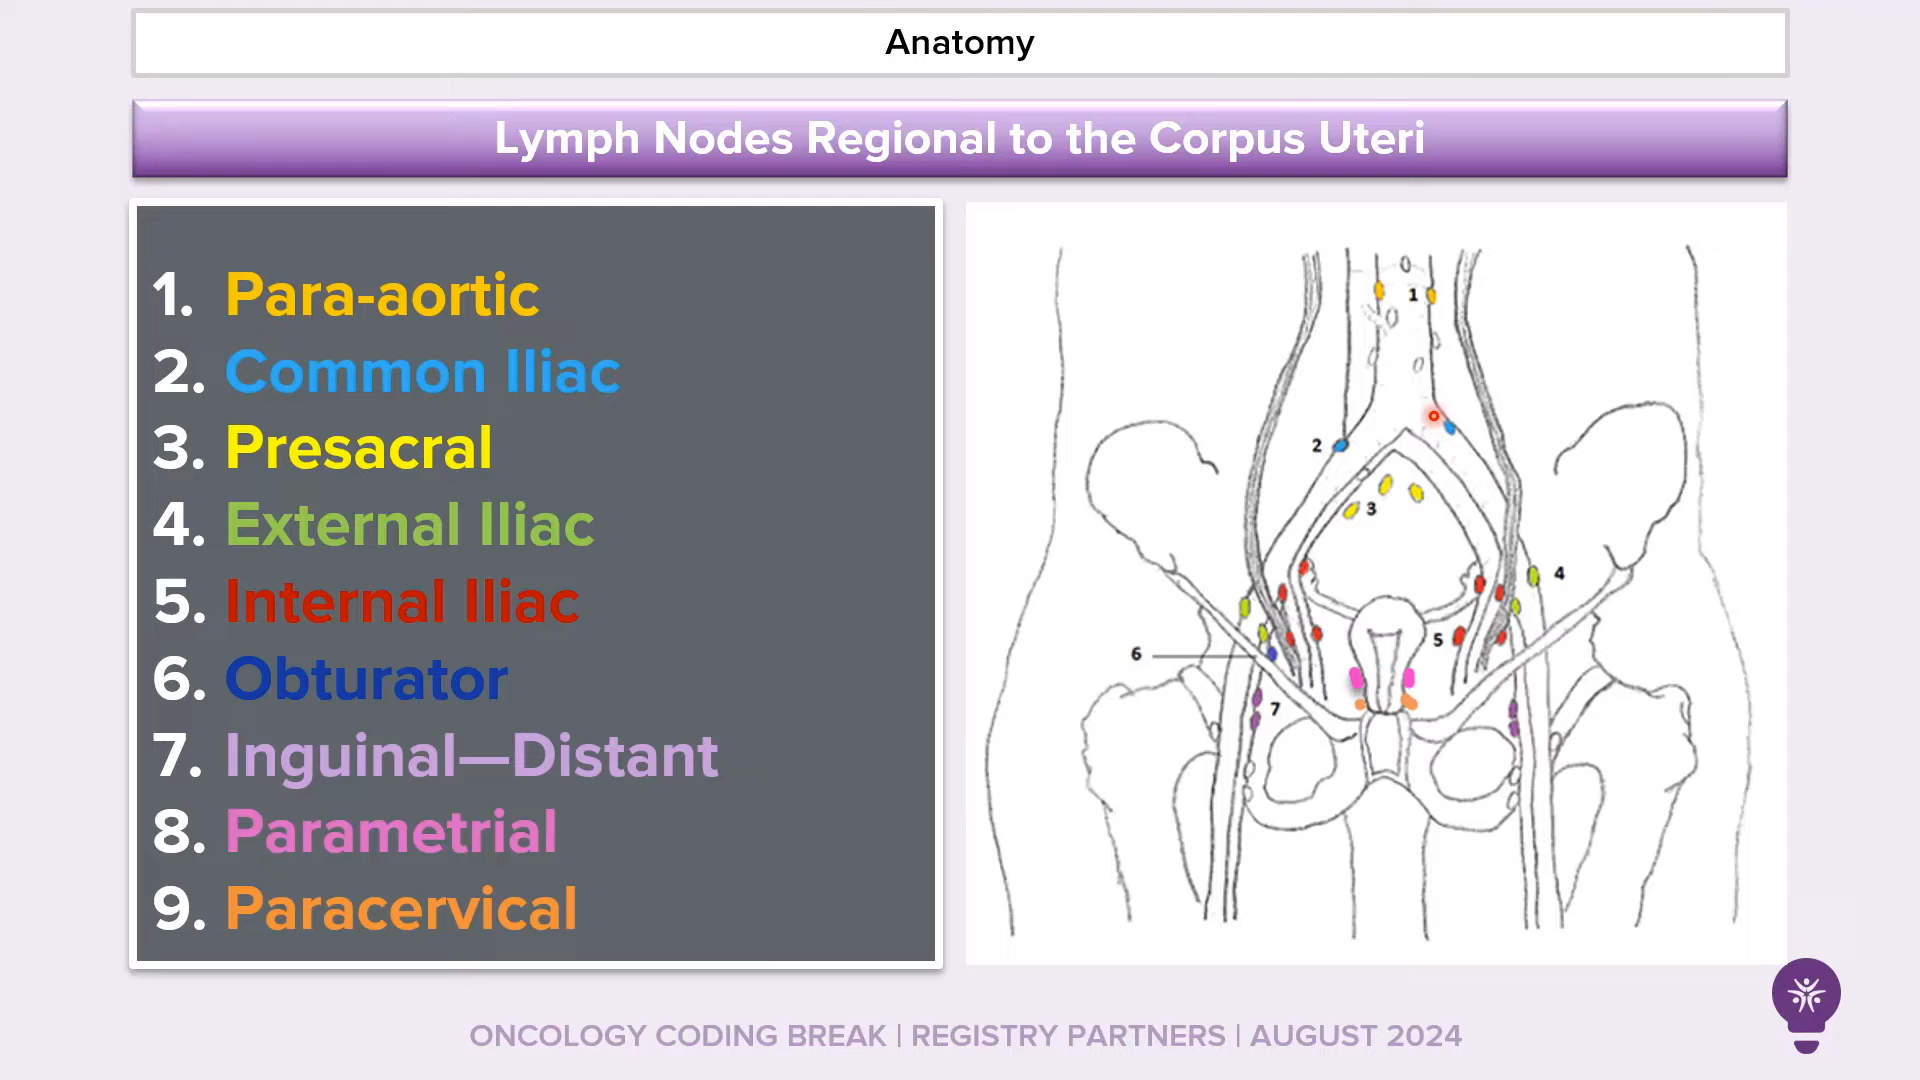 Anatomy
Lymph Nodes Regional to the Corpus Uteri
1. Para-aortic
2. Common Iliac
3. Presacral
4. External Iliac
5. Internal Iliac
6. Obturator
7. Inguinal—Distant
8. Parametrial
9. Paracervical
1
2
3
4
5
6
7
ONCOLOGY CODING BREAK | REGISTRY PARTNERS | AUGUST 2024